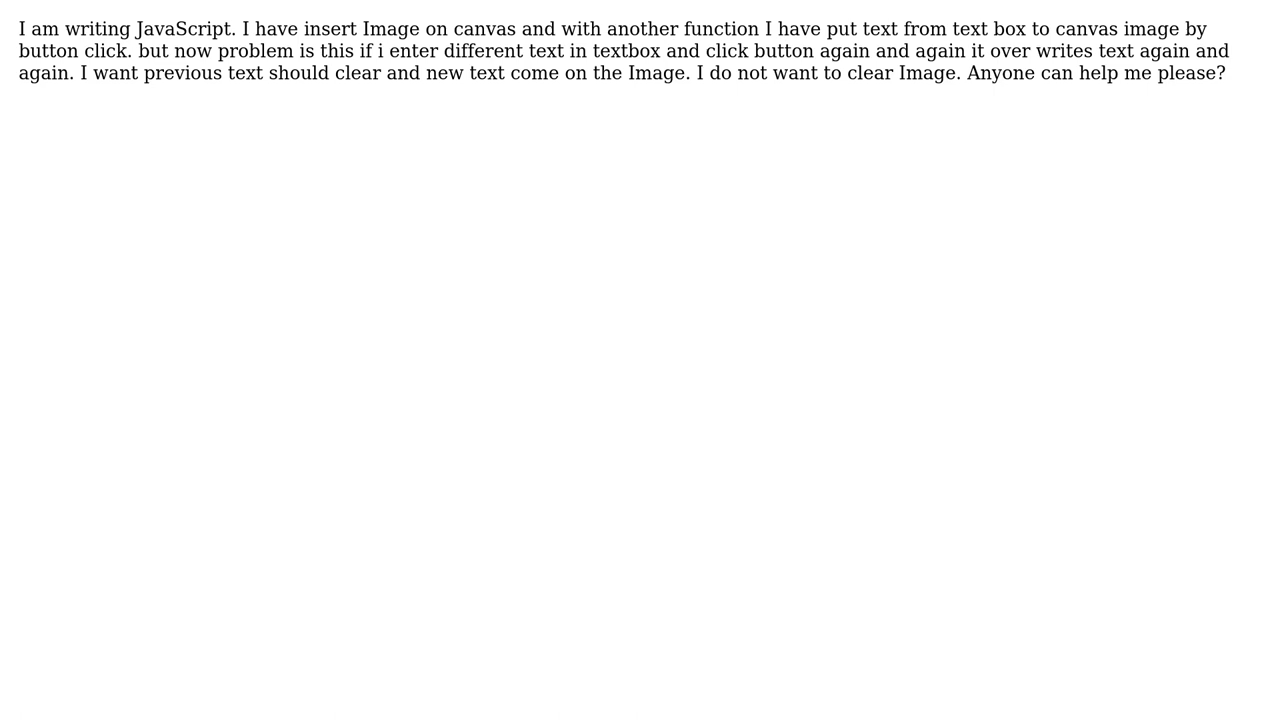 I am writing JavaScript. I have insert Image on canvas and with another function I have put text from text box to canvas image by
button click. but now problem is this if i enter different text in textbox and click button again and again it over writes text again and
again. I want previous text should clear and new text come on the Image. I do not want to clear Image. Anyone can help me please?